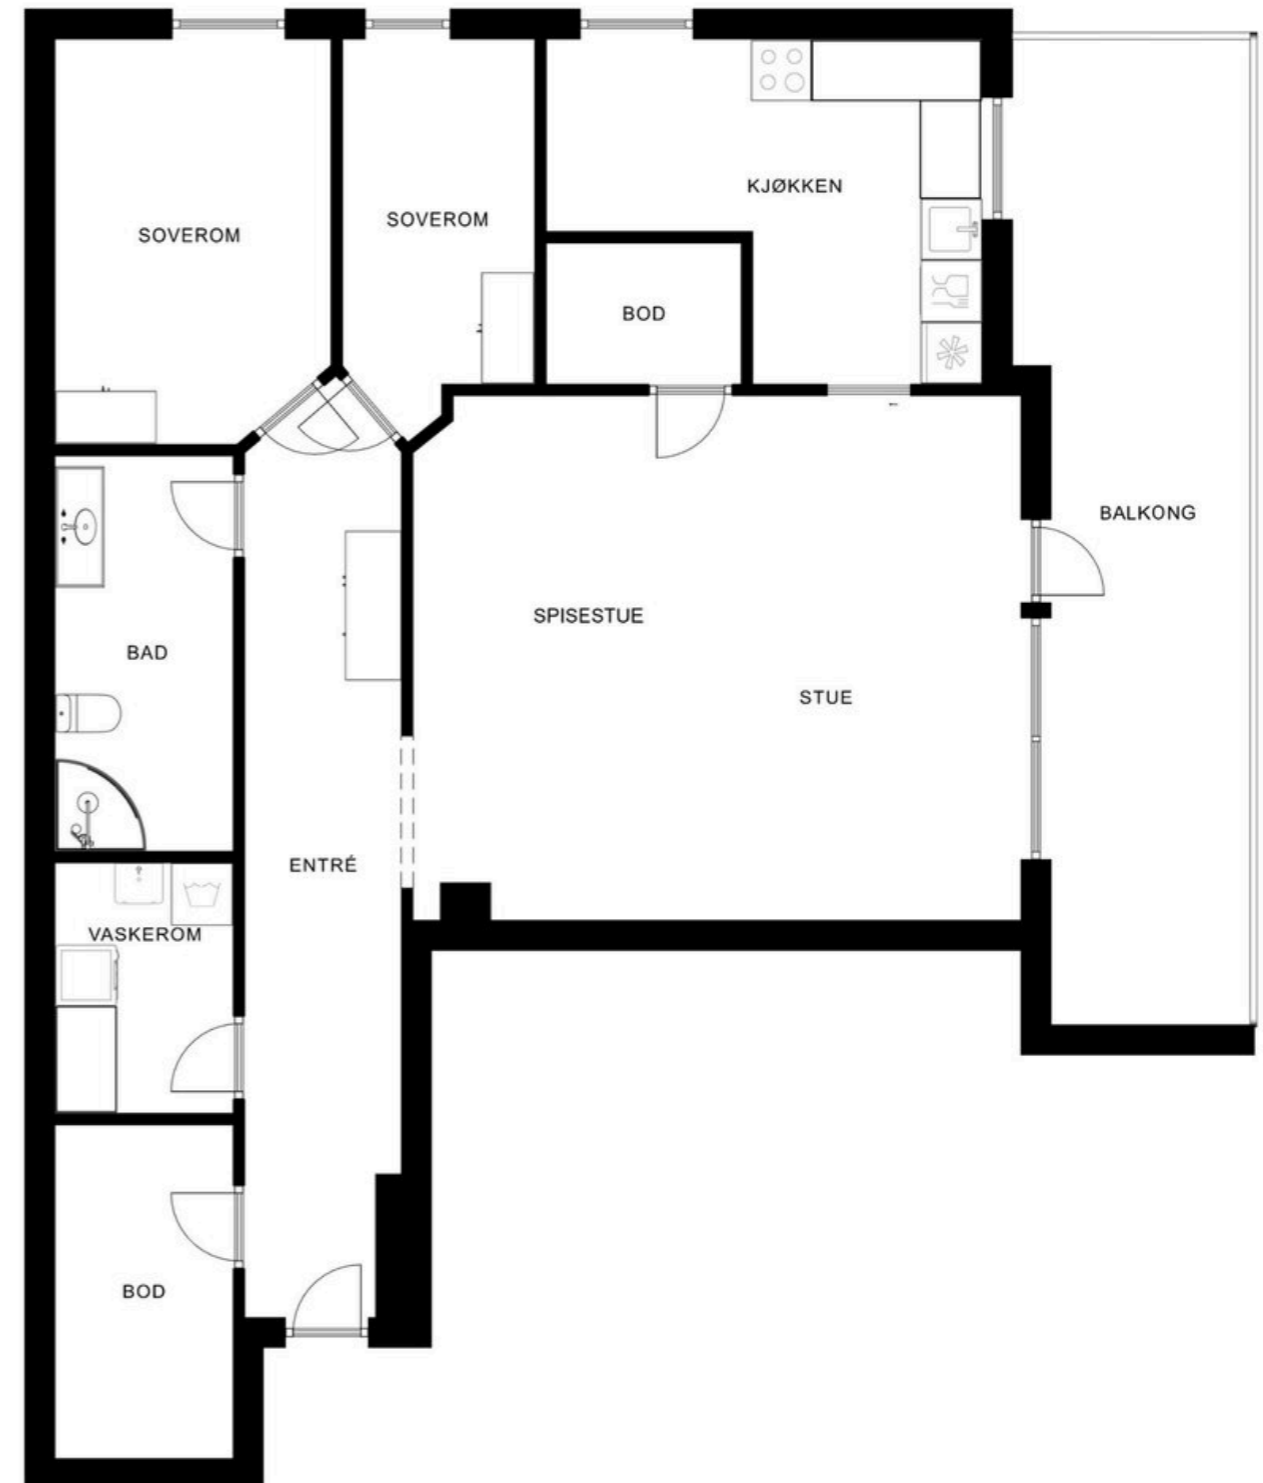 KJØKKEN
SOVEROM
SOVEROM
BOD
BALKONG
SPISESTUE
BAD
STUE
ENTRÉ
VASKEROM
BOD